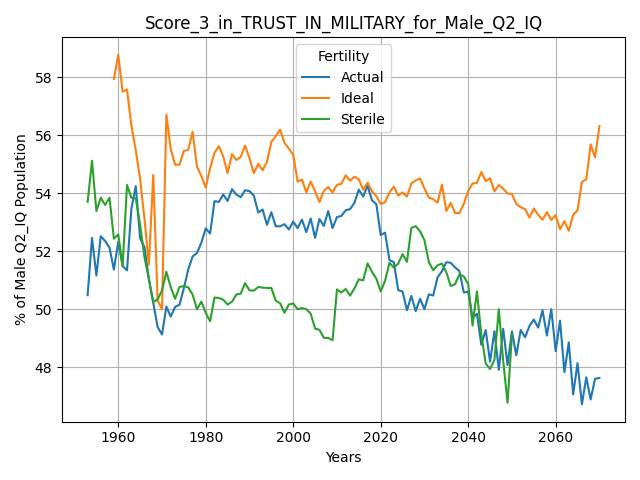 Score_3_in_TRUST_IN_MILITARY_for_Male_Q2_IQ
Fertility
Actual
Ideal
Sterile
% of Male Q2_IQ Population
58
56
54
52
50
48
1960
1980
2000
2020
2040
2060
Years